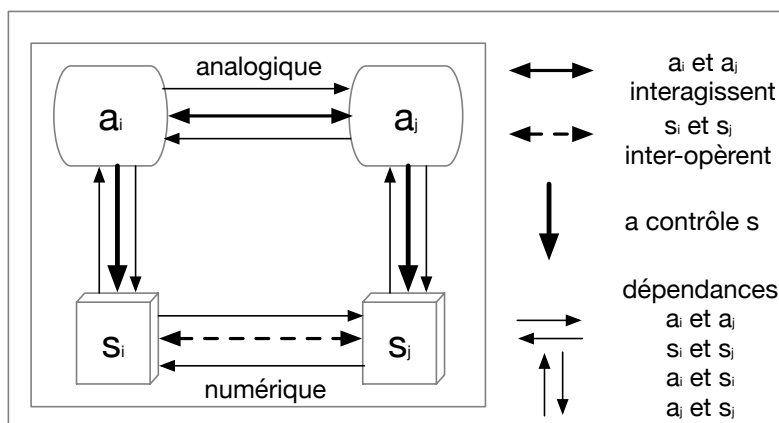 analogique
aᵢ
aⱼ
sᵢ
sⱼ
numérique
aᵢ et aⱼ
interagissent
sᵢ et sⱼ
inter-opèrent
a contrôle s
dépendances
aᵢ et aⱼ
sᵢ et sⱼ
aᵢ et sᵢ
aⱼ et sⱼ